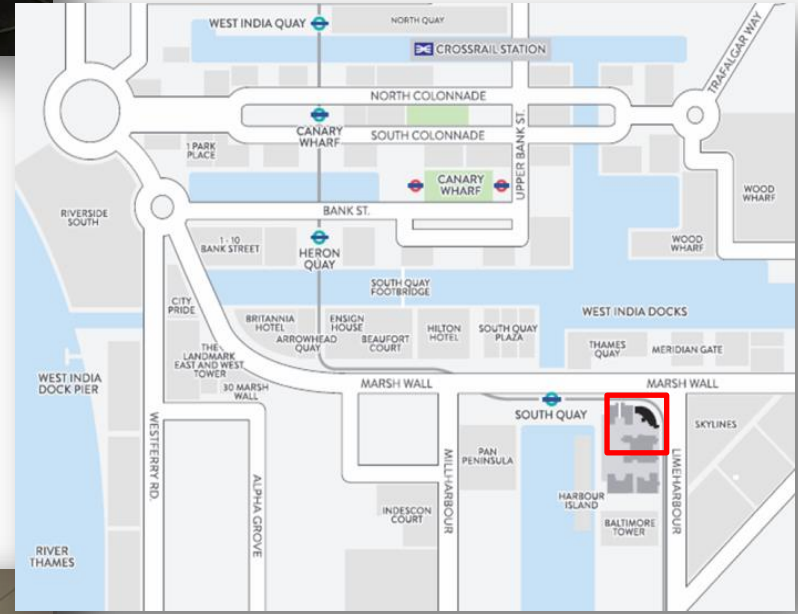 WEST INDIA QUAY
NORTH QUAY
CROSSRAIL STATION
TRAFALGAR WAY
NORTH COLONNADE
CANARY
WHARF
SOUTH COLONNADE
UPPER BANK ST.
1 PARK
PLACE
CANARY
WHARF
WOOD
WHARF
RIVERSIDE
SOUTH
BANK ST.
1 - 10
BANK STREET
HERON
QUAY
WOOD
WHARF
SOUTH QUAY
FOOTBRIDGE
CITY
PRIDE
WEST INDIA DOCKS
BRITANNIA
HOTEL
ENSIGN
HOUSE
ARROWHEAD
QUAY
BEAUFORT
COURT
HILTON
HOTEL
SOUTH QUAY
PLAZA
THAMES
QUAY
MERIDIAN GATE
THE
LANDMARK
EAST AND WEST
TOWER
WEST INDIA
DOCK PIER
30 MARSH
WALL
MARSH WALL
MARSH WALL
SOUTH QUAY
SKYLINES
WESTFERRY RD.
PAN
PENINSULA
MILLHARBOUR
LIMEHARBOUR
ALPHA GROVE
HARBOUR
ISLAND
INDESCON
COURT
BALTIMORE
TOWER
RIVER
THAMES